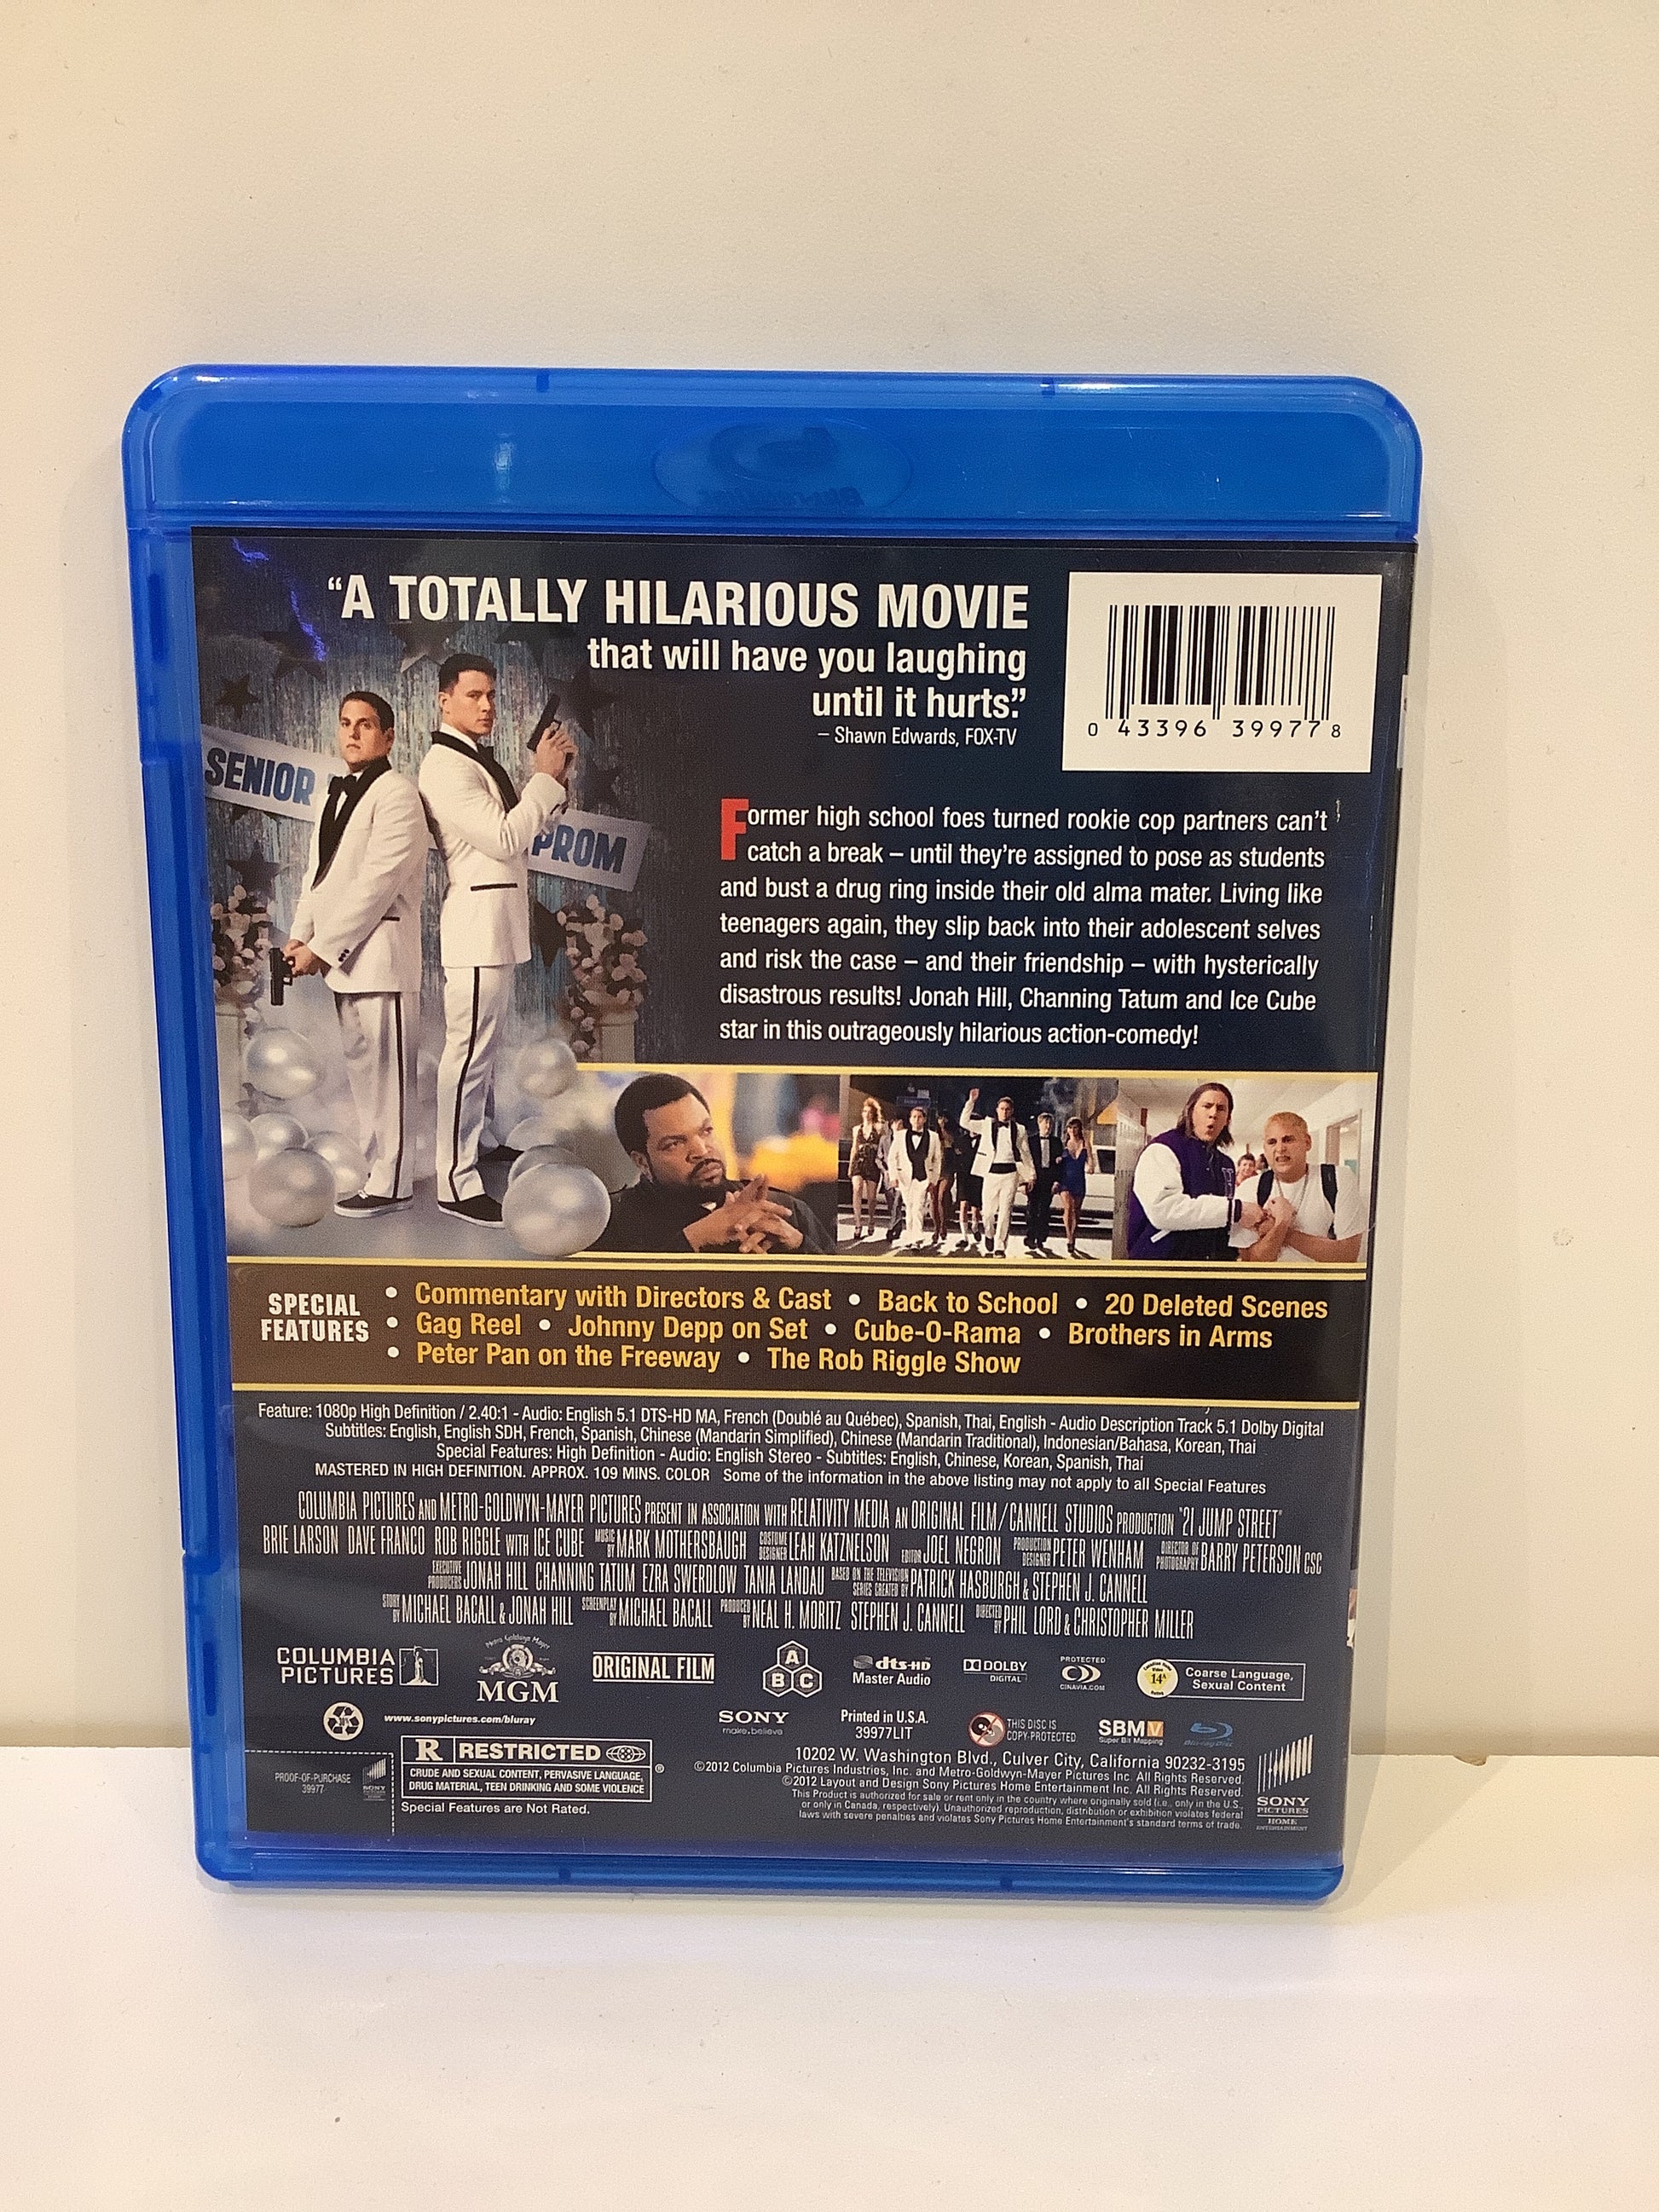 “A TOTALLY HILARIOUS MOVIE
that will have you laughing
until it hurts.”
– Shawn Edwards, FOX-TV
0 43396 39977 8
SENIOR PROM
Former high school foes turned rookie cop partners can’t
catch a break – until they’re assigned to pose as students
and bust a drug ring inside their old alma mater. Living like
teenagers again, they slip back into their adolescent selves
and risk the case – and their friendship – with hysterically
disastrous results! Jonah Hill, Channing Tatum and Ice Cube
star in this outrageously hilarious action-comedy!
SPECIAL
FEATURES
• Commentary with Directors & Cast • Back to School • 20 Deleted Scenes
• Gag Reel • Johnny Depp on Set • Cube-O-Rama • Brothers in Arms
• Peter Pan on the Freeway • The Rob Riggle Show
Feature: 1080p High Definition / 2.40:1 - Audio: English 5.1 DTS-HD MA, French (Doublé au Québec), Spanish, Thai, English - Audio Description Track 5.1 Dolby Digital
Subtitles: English, English SDH, French, Spanish, Chinese (Mandarin Simplified), Chinese (Mandarin Traditional), Indonesian/Bahasa, Korean, Thai
Special Features: High Definition - Audio: English Stereo - Subtitles: English, Chinese, Korean, Spanish, Thai
MASTERED IN HIGH DEFINITION. APPROX. 109 MINS. COLOR Some of the information in the above listing may not apply to all Special Features
COLUMBIA PICTURES AND METRO-GOLDWYN-MAYER PICTURES PRESENT IN ASSOCIATION WITH RELATIVITY MEDIA AN ORIGINAL FILM/CANNELL STUDIOS PRODUCTION "21 JUMP STREET"
BRIE LARSON DAVE FRANCO ROB RIGGLE WITH ICE CUBE MUSIC BY MARK MOTHERSBAUGH COSTUME DESIGNER LEAH KATZNELSON EDITOR JOEL NEGRON PRODUCTION DESIGNER PETER WENHAM DIRECTOR OF PHOTOGRAPHY BARRY PETERSON CSC
EXECUTIVE PRODUCERS JONAH HILL CHANNING TATUM EZRA SWERDLOW TANIA LANDAU BASED ON THE TELEVISION SERIES CREATED BY PATRICK HASBURGH & STEPHEN J. CANNELL
STORY BY MICHAEL BACALL & JONAH HILL SCREENPLAY BY MICHAEL BACALL PRODUCED BY NEAL H. MORITZ STEPHEN J. CANNELL DIRECTED BY PHIL LORD & CHRISTOPHER MILLER
COLUMBIA
PICTURES
Metro Goldwyn Mayer
MGM
ORIGINAL FILM
A
B C
dts-HD
Master Audio
DOLBY
DIGITAL
PROTECTED
CINAVIA.COM
14A
Coarse Language,
Sexual Content
www.sonypictures.com/bluray
SONY
make.believe
Printed in U.S.A.
39977LIT
THIS DISC IS
COPY-PROTECTED
SBMV
Super Bit Mapping
Blu-ray Disc
PROOF-OF-PURCHASE
39977
R RESTRICTED ®
CRUDE AND SEXUAL CONTENT, PERVASIVE LANGUAGE,
DRUG MATERIAL, TEEN DRINKING AND SOME VIOLENCE
Special Features are Not Rated.
10202 W. Washington Blvd., Culver City, California 90232-3195
©2012 Columbia Pictures Industries, Inc. and Metro-Goldwyn-Mayer Pictures Inc. All Rights Reserved.
©2012 Layout and Design Sony Pictures Home Entertainment Inc. All Rights Reserved.
This Product is authorized for sale or rent only in the country where originally sold (i.e., only in the U.S.,
or only in Canada, respectively). Unauthorized reproduction, distribution or exhibition violates federal
laws with severe penalties and violates Sony Pictures Home Entertainment's standard terms of trade.
SONY
PICTURES
HOME
ENTERTAINMENT